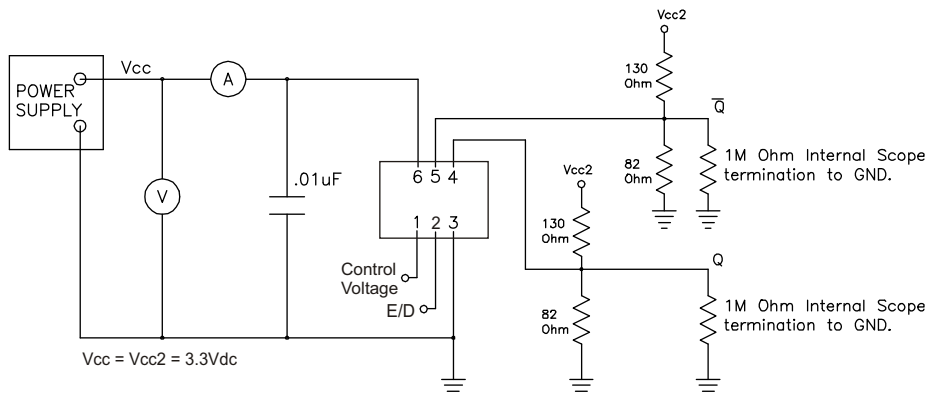 Vcc2
130
Ohm
Q̅
82
Ohm
1M Ohm Internal Scope
termination to GND.
Vcc
A
POWER
SUPPLY
V
.01uF
6 5 4
1 2 3
Control
Voltage
E/D
Vcc2
130
Ohm
Q
82
Ohm
1M Ohm Internal Scope
termination to GND.
Vcc = Vcc2 = 3.3Vdc